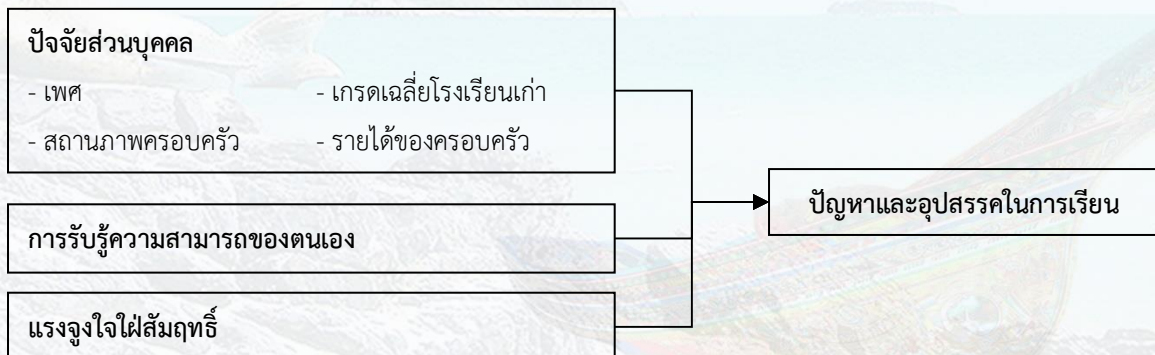 ปัจจัยส่วนบุคคล
- เพศ - เกรดเฉลี่ยโรงเรียนเก่า
- สถานภาพครอบครัว - รายได้ของครอบครัว
ปัญหาและอุปสรรคในการเรียน
การรับรู้ความสามารถของตนเอง
แรงจูงใจใฝ่สัมฤทธิ์